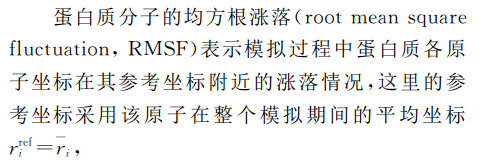 蛋白质分子的均方根涨落(root mean square
fluctuation，RMSF)表示模拟过程中蛋白质各原
子坐标在其参考坐标附近的涨落情况,这里的参
考坐标采用该原子在整个模拟期间的平均坐标
$r_i^{\mathrm{ref}}=\bar{r}_i$，